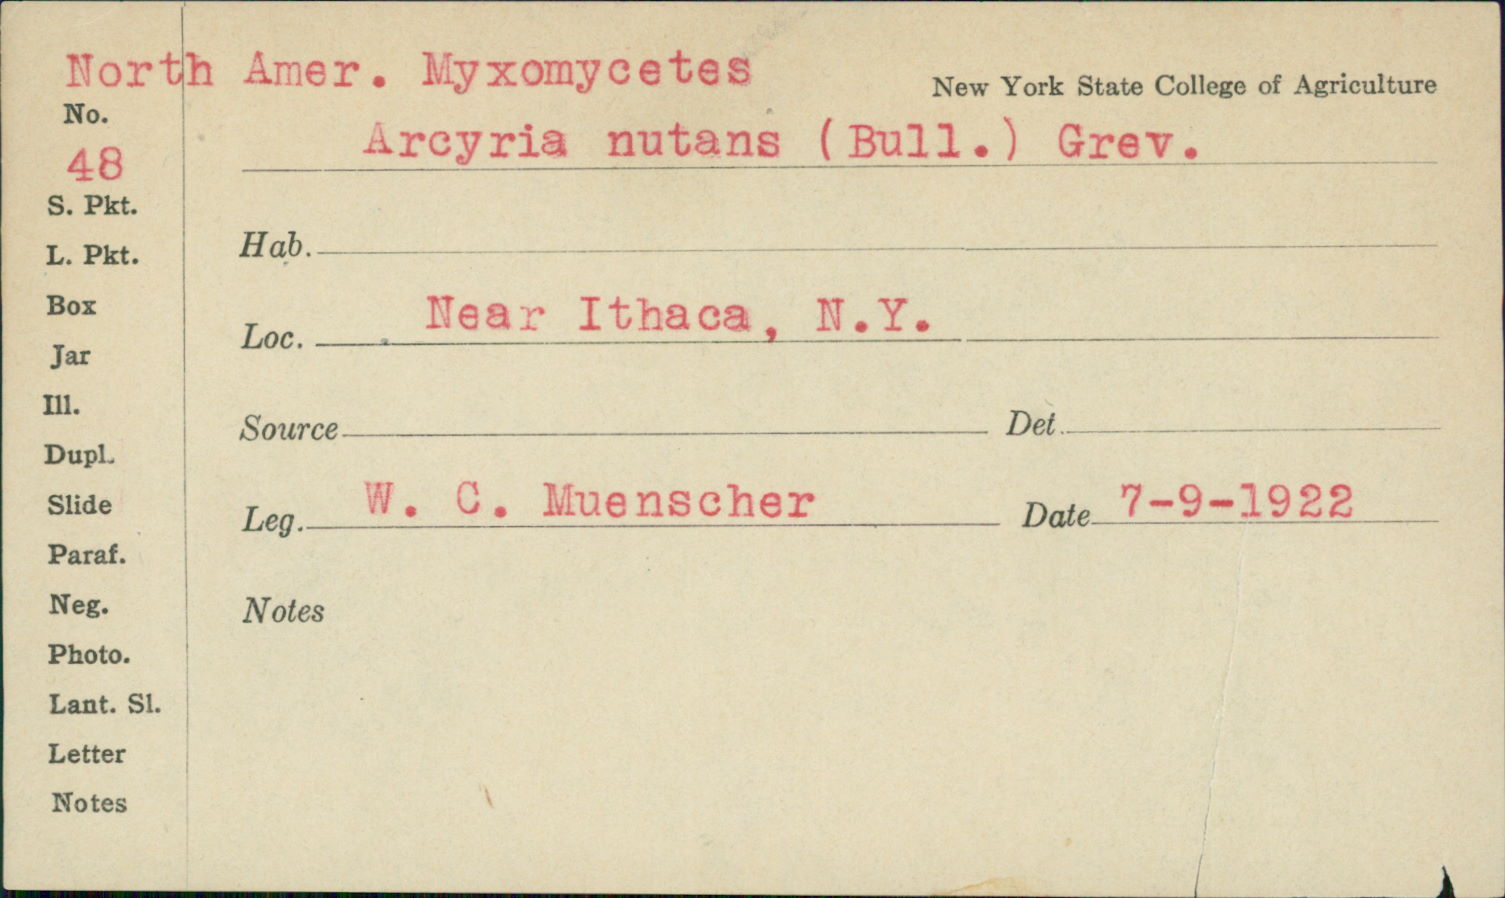 North Amer. Myxomycetes
New York State College of Agriculture
No.
48
Arcyria nutans (Bull.) Grev.
S. Pkt.
L. Pkt.
Box
Jar
Ill.
Dupl.
Slide
Paraf.
Neg.
Photo.
Lant. Sl.
Letter
Notes
Hab.
Loc. Near Ithaca, N.Y.
Source Det.
Leg. W. C. Muenscher Date 7-9-1922
Notes